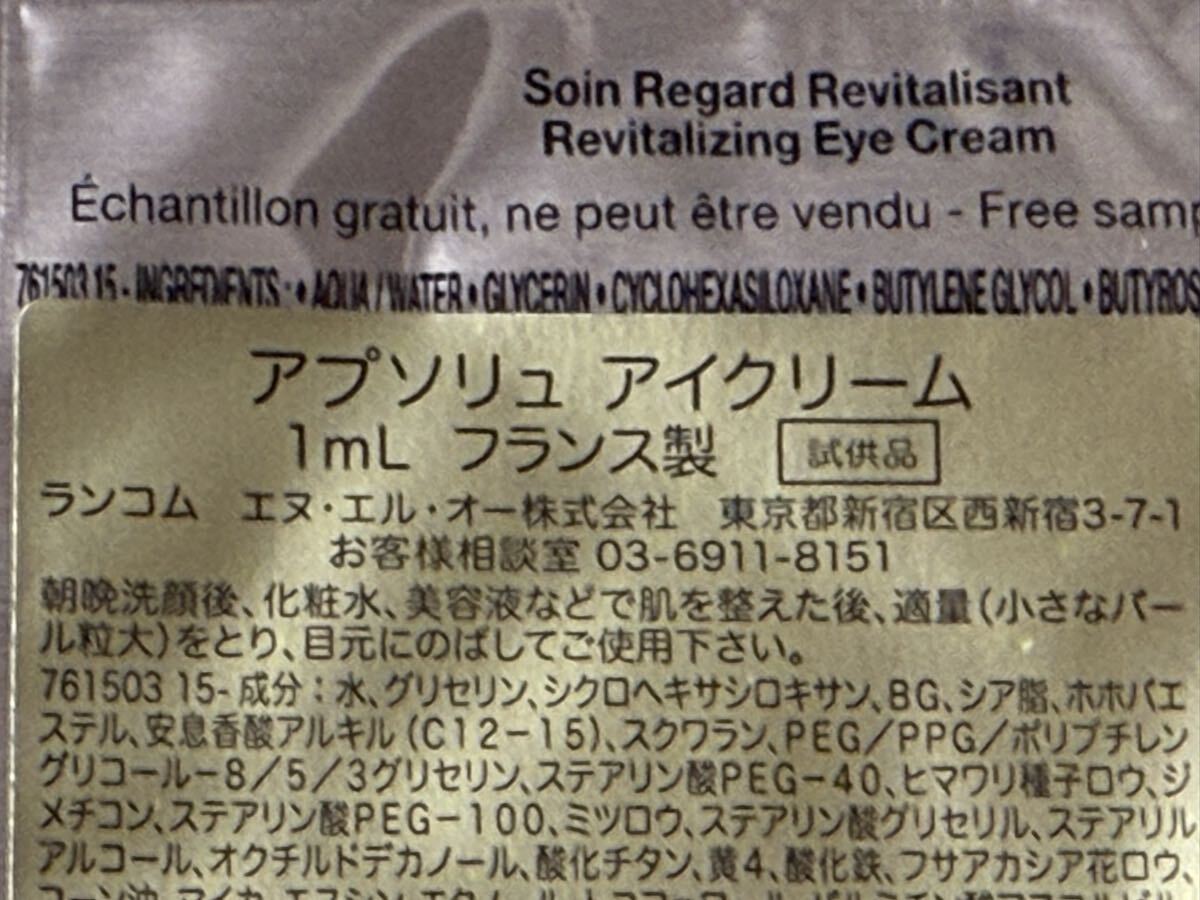 Soin Regard Revitalisant
Revitalizing Eye Cream
Échantillon gratuit, ne peut être vendu - Free samp
761503 15 - INGREDIENTS : • AQUA / WATER • GLYCERIN • CYCLOHEXASILOXANE • BUTYLENE GLYCOL • BUTYROS
アプソリュ アイクリーム
1mL フランス製 試供品
ランコム エヌ・エル・オー株式会社 東京都新宿区西新宿3-7-1
お客様相談室 03-6911-8151
朝晩洗顔後、化粧水、美容液などで肌を整えた後、適量(小さなパー
ル粒大)をとり、目元にのばしてご使用下さい。
761503 15- 成分：水、グリセリン、シクロヘキサシロキサン、BG、シア脂、ホホバエ
ステル、安息香酸アルキル(C12-15)、スクワラン、PEG/PPG/ポリブチレン
グリコール-8/5/3グリセリン、ステアリン酸PEG-40、ヒマワリ種子ロウ、ジ
メチコン、ステアリン酸PEG-100、ミツロウ、ステアリン酸グリセリル、ステアリル
アルコール、オクチルドデカノール、酸化チタン、黄4、酸化鉄、フサアカシア花ロウ、